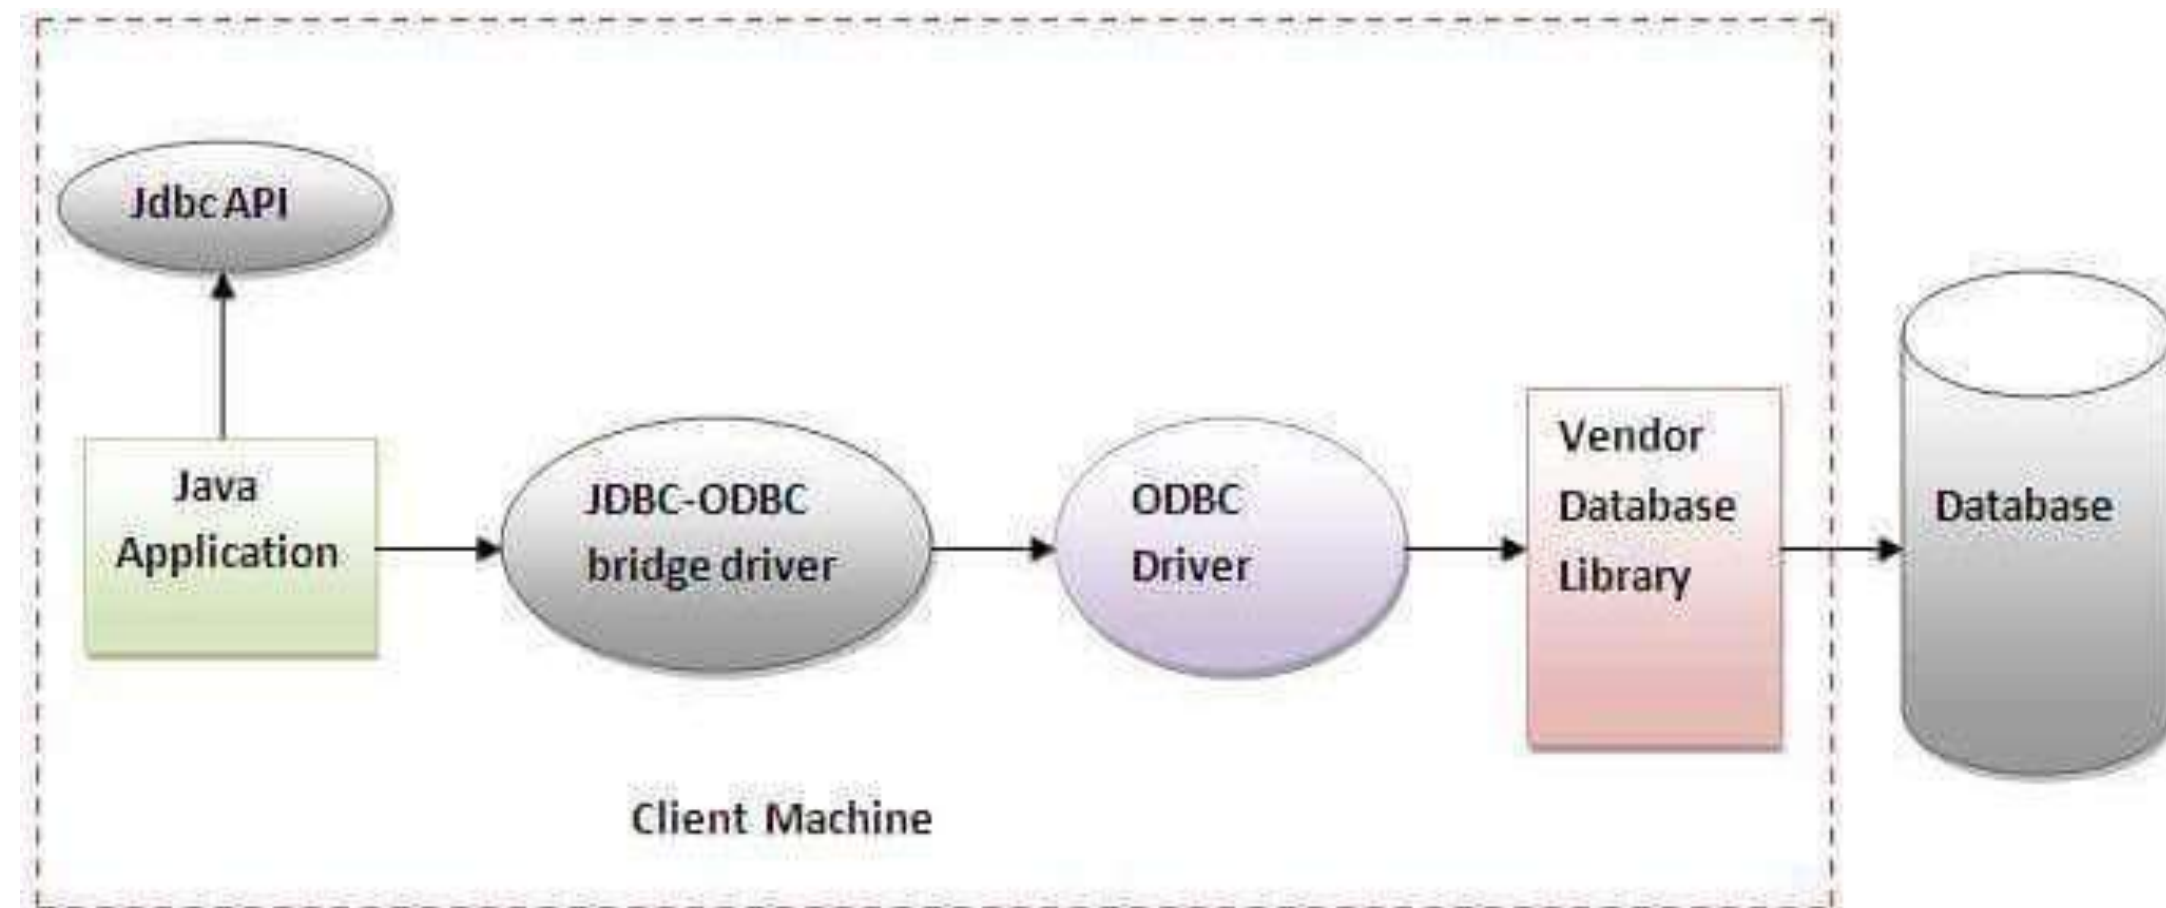 Jdbc API
Java
Application
JDBC-ODBC
bridge driver
ODBC
Driver
Vendor
Database
Library
Database
Client Machine